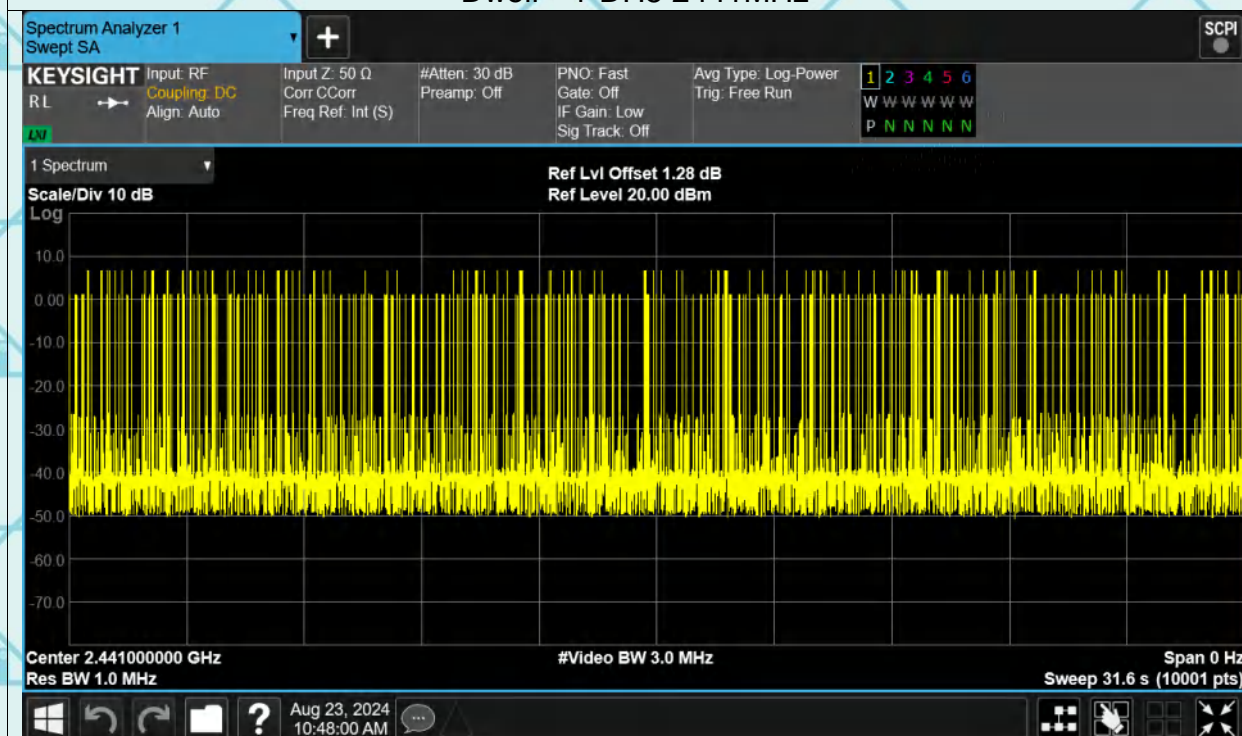 Spectrum Analyzer 1
Swept SA
+
SCPI
KEYSIGHT
RL
LXI
Input: RF
Coupling: DC
Align: Auto
Input Z: 50 Ω
Corr CCorr
Freq Ref: Int (S)
#Atten: 30 dB
Preamp: Off
PNO: Fast
Gate: Off
IF Gain: Low
Sig Track: Off
Avg Type: Log-Power
Trig: Free Run
1 2 3 4 5 6
W W W W W W
P N N N N N
1 Spectrum
Scale/Div 10 dB
Log
Ref Lvl Offset 1.28 dB
Ref Level 20.00 dBm
10.0
0.00
-10.0
-20.0
-30.0
-40.0
-50.0
-60.0
-70.0
Center 2.441000000 GHz
#Video BW 3.0 MHz
Span 0 Hz
Res BW 1.0 MHz
Sweep 31.6 s (10001 pts)
?
Aug 23, 2024
10:48:00 AM